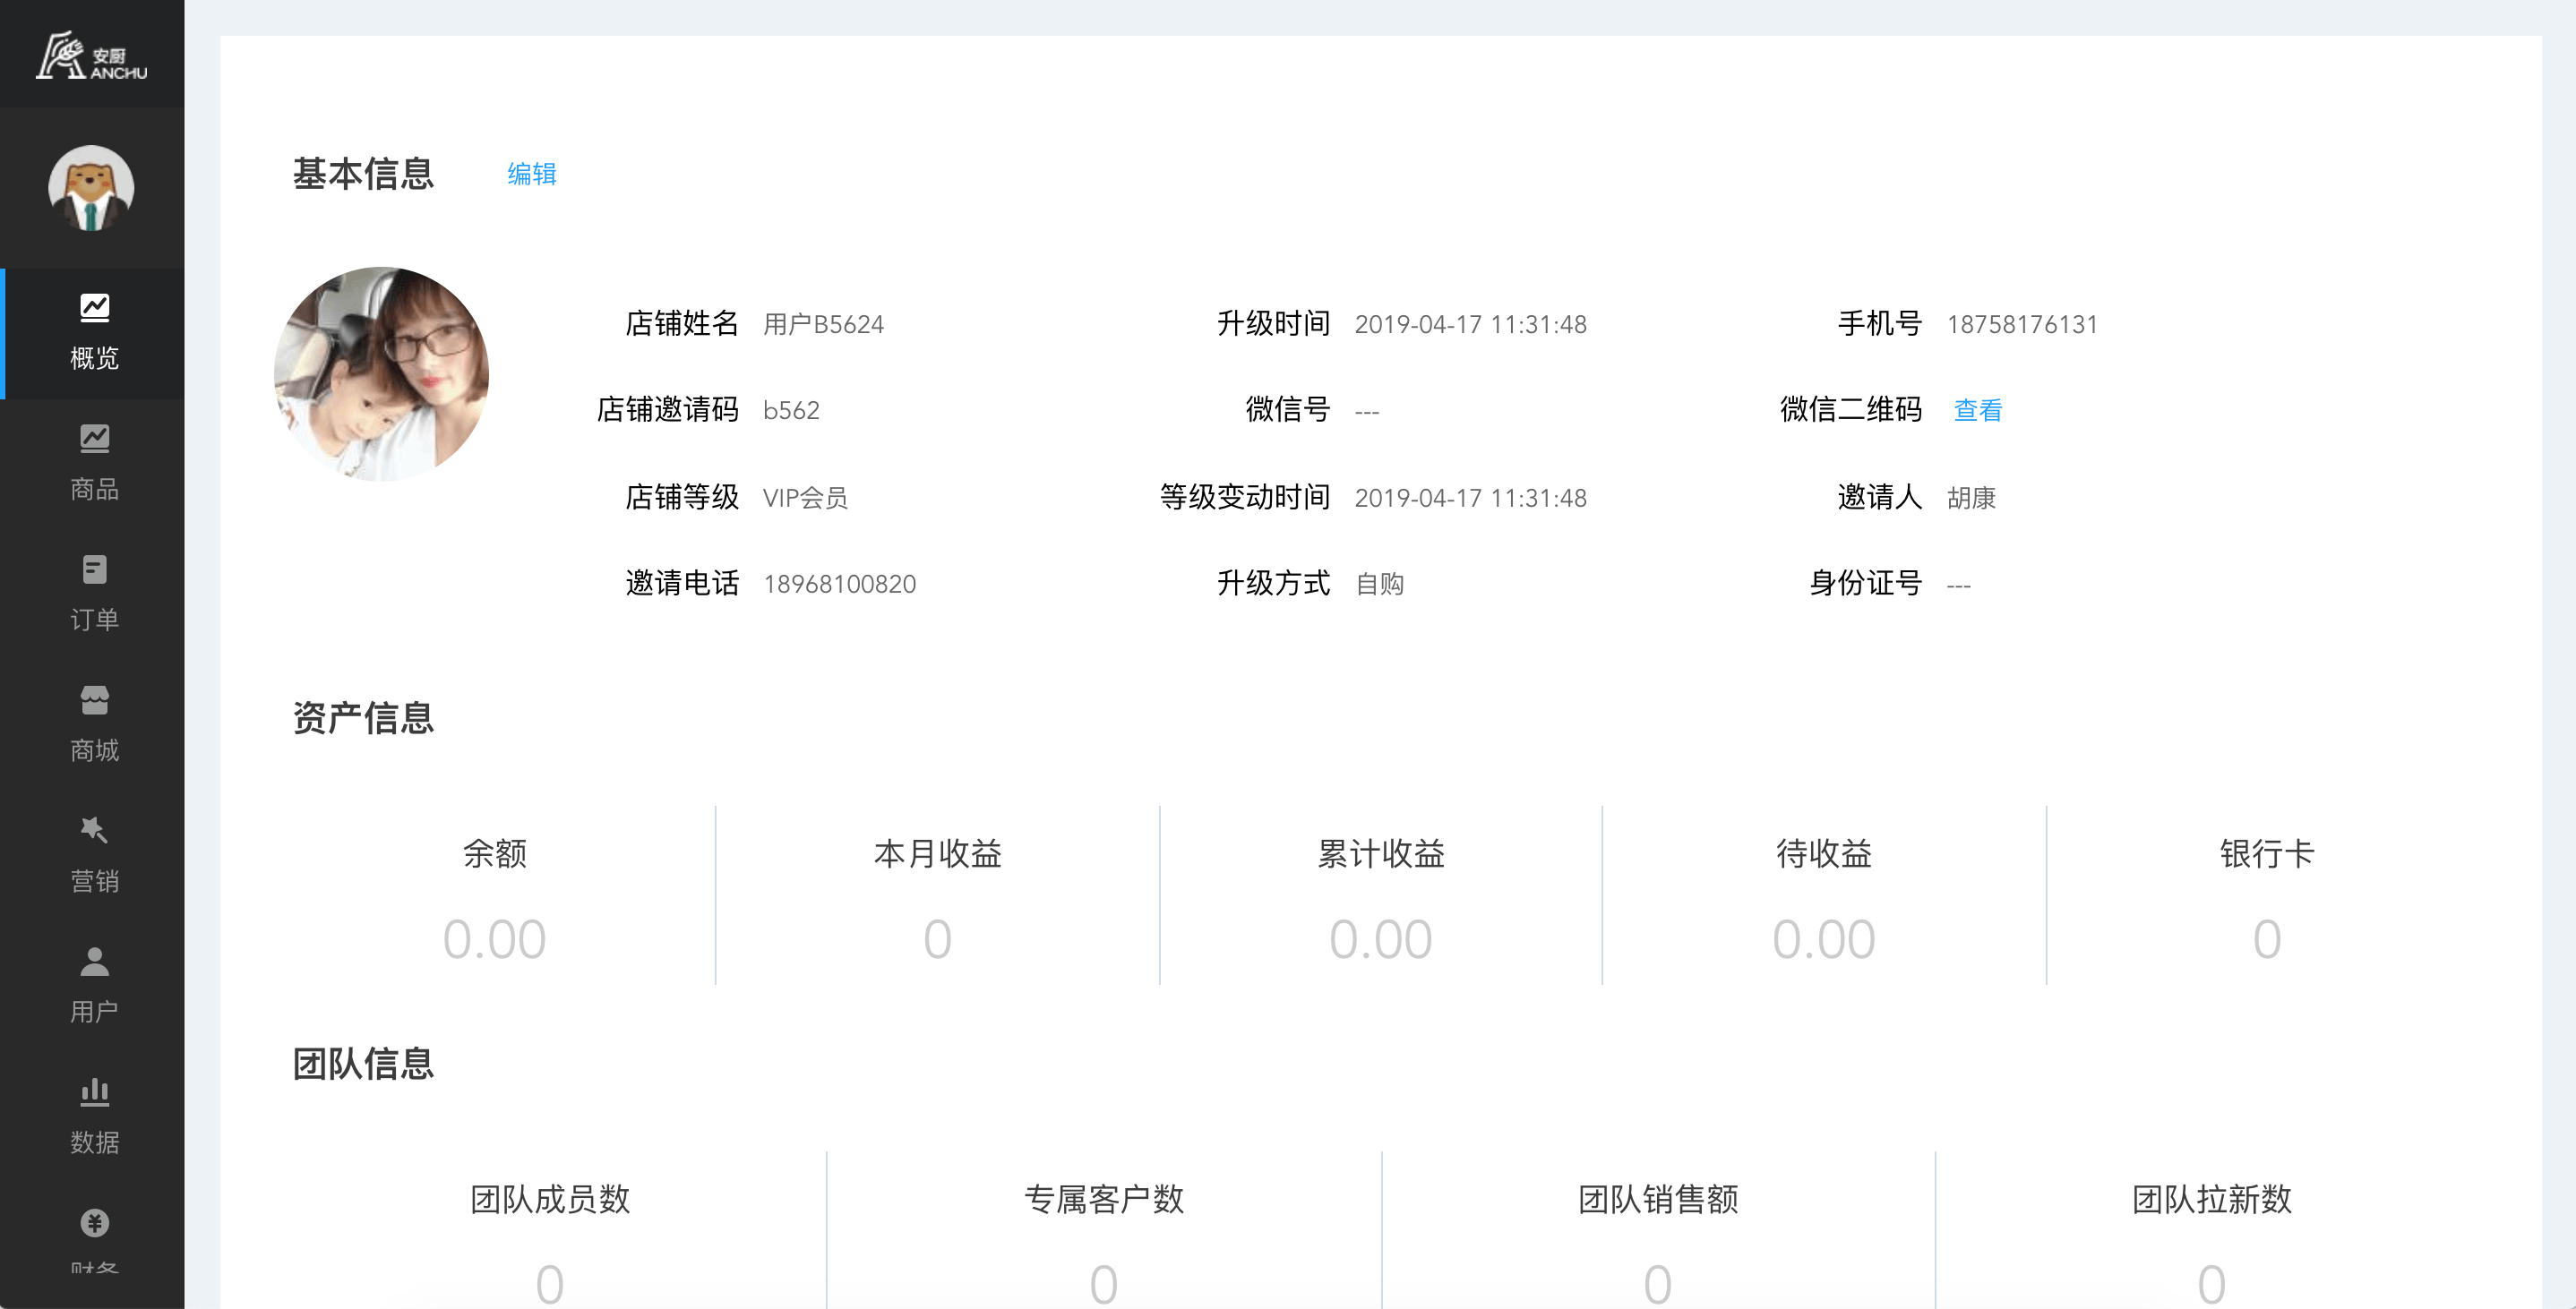 安厨
ANCHU
概览
商品
订单
商城
营销
用户
数据
财务
基本信息 编辑
店铺姓名 用户B5624 升级时间 2019-04-17 11:31:48 手机号 18758176131
店铺邀请码 b562 微信号 --- 微信二维码 查看
店铺等级 VIP会员 等级变动时间 2019-04-17 11:31:48 邀请人 胡康
邀请电话 18968100820 升级方式 自购 身份证号 ---
资产信息
余额 本月收益 累计收益 待收益 银行卡
0.00 0 0.00 0.00 0
团队信息
团队成员数 专属客户数 团队销售额 团队拉新数
0 0 0 0